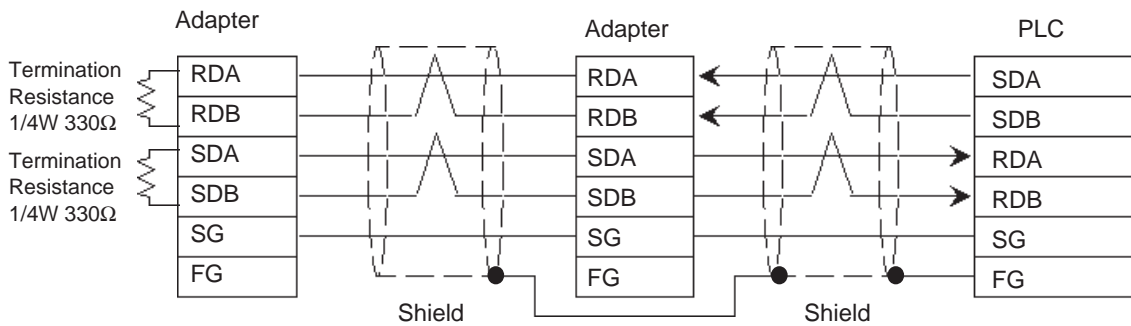 Adapter
Adapter
PLC
Termination
Resistance
1/4W 330Ω
Termination
Resistance
1/4W 330Ω
RDA
RDB
SDA
SDB
SG
FG
RDA
RDB
SDA
SDB
SG
FG
SDA
SDB
RDA
RDB
SG
FG
Shield
Shield